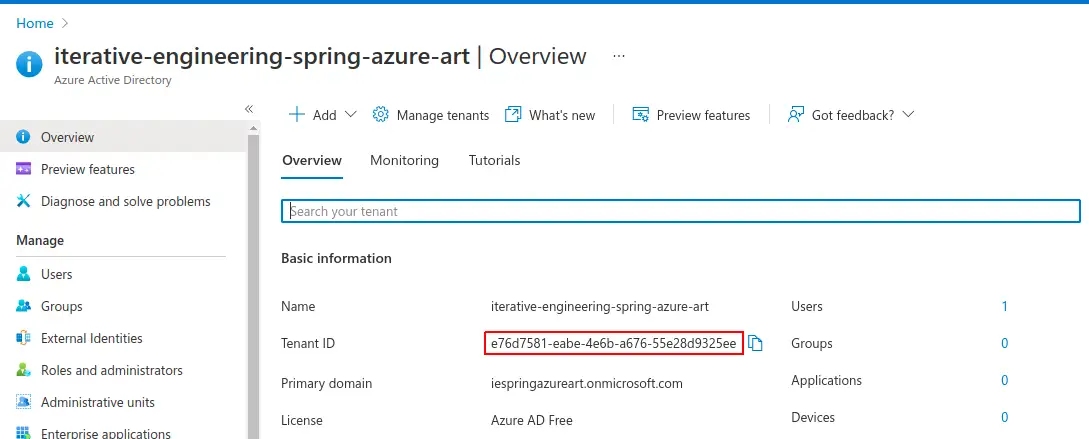 Home >
iterative-engineering-spring-azure-art | Overview ...
Azure Active Directory
«
Overview
Preview features
Diagnose and solve problems
Manage
Users
Groups
External Identities
Roles and administrators
Administrative units
Enterprise applications
Add Manage tenants What's new Preview features Got feedback?
Overview Monitoring Tutorials
Search your tenant
Basic information
Name iterative-engineering-spring-azure-art Users 1
Tenant ID e76d7581-eabe-4e6b-a676-55e28d9325ee Groups 0
Primary domain iespringazureart.onmicrosoft.com Applications 0
License Azure AD Free Devices 0